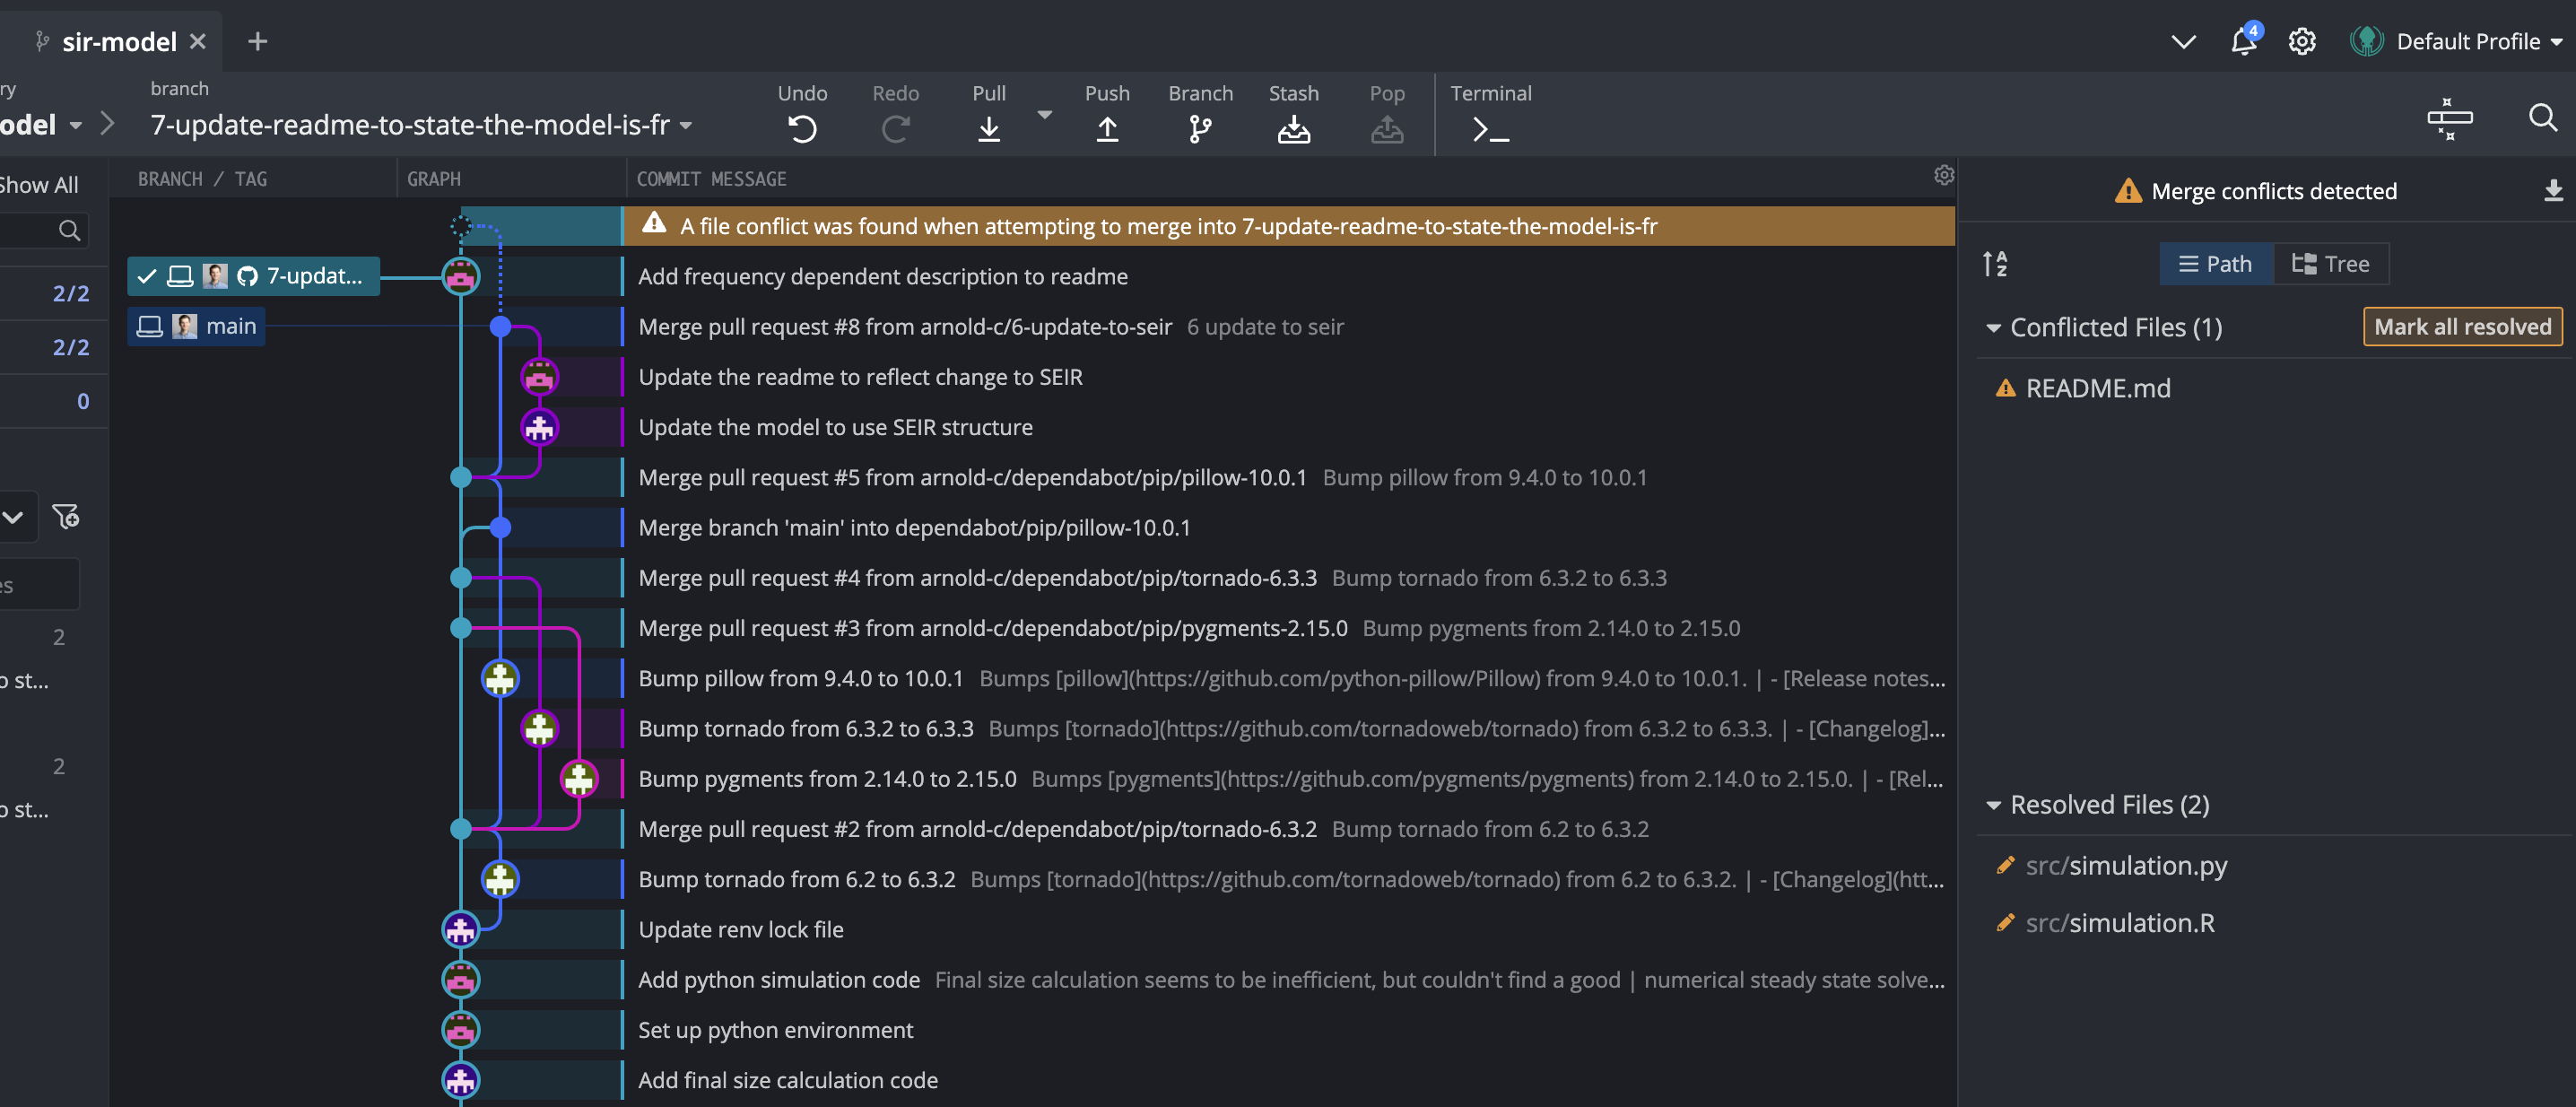 sir-model
4
Default Profile
ry
odel
branch
7-update-readme-to-state-the-model-is-fr
Undo
Redo
Pull
Push
Branch
Stash
Pop
Terminal
Show All
2/2
2/2
0
es
2
o st...
2
o st...
BRANCH / TAG
GRAPH
COMMIT MESSAGE
A file conflict was found when attempting to merge into 7-update-readme-to-state-the-model-is-fr
7-updat...
Add frequency dependent description to readme
main
Merge pull request #8 from arnold-c/6-update-to-seir 6 update to seir
Update the readme to reflect change to SEIR
Update the model to use SEIR structure
Merge pull request #5 from arnold-c/dependabot/pip/pillow-10.0.1 Bump pillow from 9.4.0 to 10.0.1
Merge branch 'main' into dependabot/pip/pillow-10.0.1
Merge pull request #4 from arnold-c/dependabot/pip/tornado-6.3.3 Bump tornado from 6.3.2 to 6.3.3
Merge pull request #3 from arnold-c/dependabot/pip/pygments-2.15.0 Bump pygments from 2.14.0 to 2.15.0
Bump pillow from 9.4.0 to 10.0.1 Bumps [pillow](https://github.com/python-pillow/Pillow) from 9.4.0 to 10.0.1. | - [Release notes...
Bump tornado from 6.3.2 to 6.3.3 Bumps [tornado](https://github.com/tornadoweb/tornado) from 6.3.2 to 6.3.3. | - [Changelog]...
Bump pygments from 2.14.0 to 2.15.0 Bumps [pygments](https://github.com/pygments/pygments) from 2.14.0 to 2.15.0. | - [Rel...
Merge pull request #2 from arnold-c/dependabot/pip/tornado-6.3.2 Bump tornado from 6.2 to 6.3.2
Bump tornado from 6.2 to 6.3.2 Bumps [tornado](https://github.com/tornadoweb/tornado) from 6.2 to 6.3.2. | - [Changelog](htt...
Update renv lock file
Add python simulation code Final size calculation seems to be inefficient, but couldn't find a good | numerical steady state solve...
Set up python environment
Add final size calculation code
Merge conflicts detected
A
Z
Path
Tree
Conflicted Files (1)
Mark all resolved
README.md
Resolved Files (2)
src/simulation.py
src/simulation.R